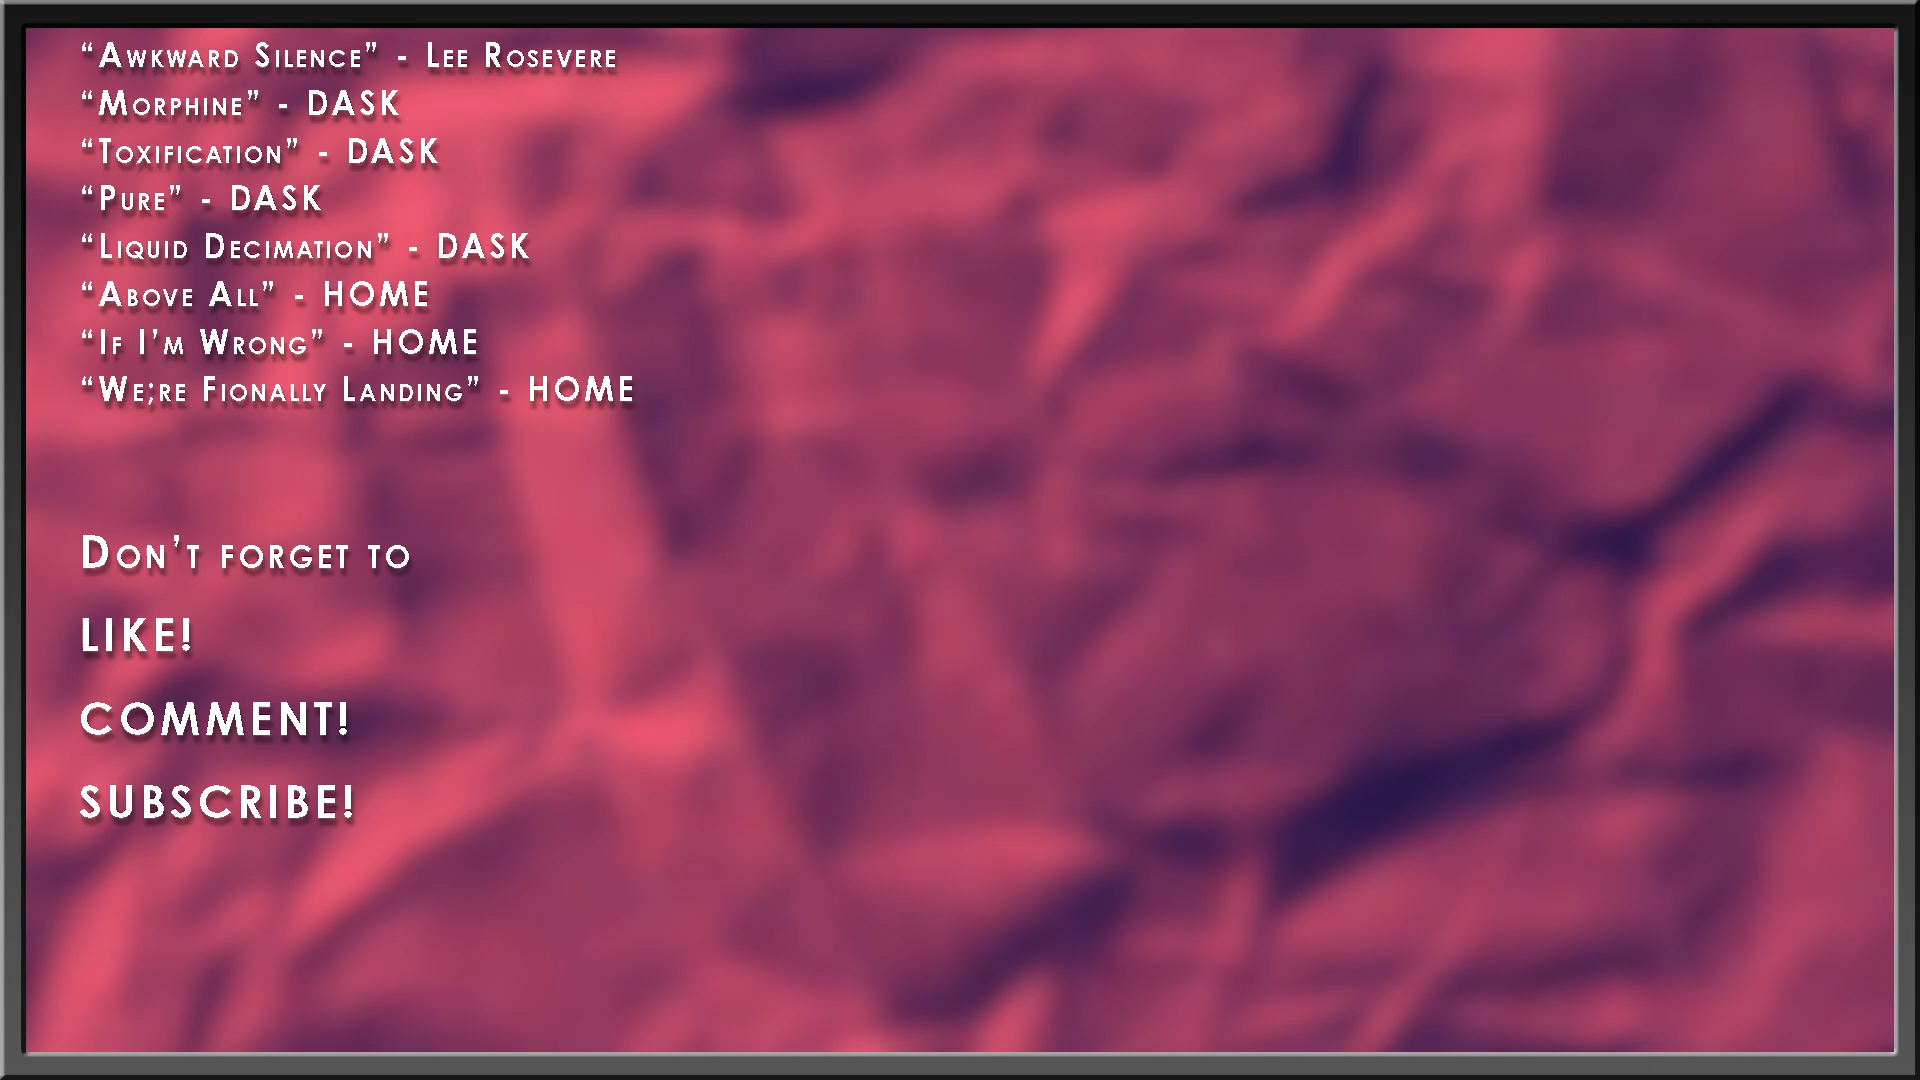 “Awkward Silence” - Lee Rosevere
“Morphine” - DASK
“Toxification” - DASK
“Pure” - DASK
“Liquid Decimation” - DASK
“Above All” - HOME
“If I’m Wrong” - HOME
“We;re Fionally Landing” - HOME
Don’t forget to
LIKE!
COMMENT!
SUBSCRIBE!